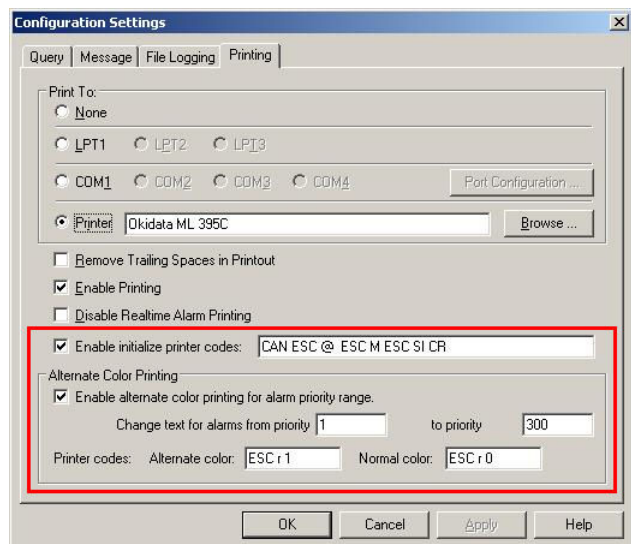 Configuration Settings
Query Message File Logging Printing
Print To:
None
LPT1 LPT2 LPT3
COM1 COM2 COM3 COM4 Port Configuration ...
Printer Okidata ML 395C Browse ...
Remove Trailing Spaces in Printout
Enable Printing
Disable Realtime Alarm Printing
Enable initialize printer codes: CAN ESC @ ESC M ESC SI CR
Alternate Color Printing
Enable alternate color printing for alarm priority range.
Change text for alarms from priority 1 to priority 300
Printer codes: Alternate color: ESC r 1 Normal color: ESC r 0
OK Cancel Apply Help